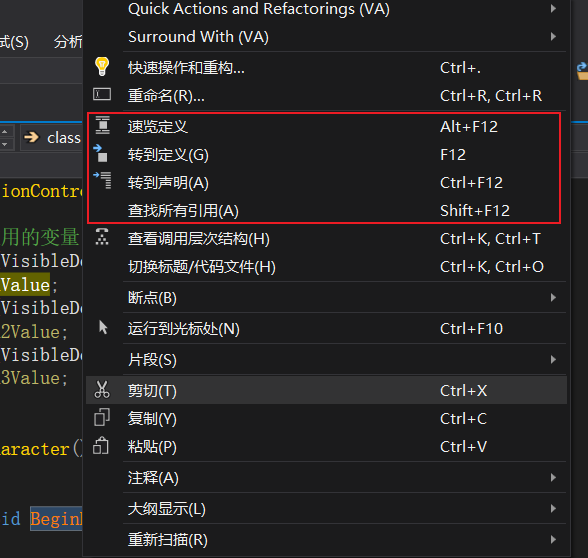 Quick Actions and Refactorings (VA)
Surround With (VA)
试(S) 分析
快速操作和重构... Ctrl+.
重命名(R)... Ctrl+R, Ctrl+R
速览定义 Alt+F12
class
转到定义(G) F12
转到声明(A) Ctrl+F12
ionContro
查找所有引用(A) Shift+F12
用的变量
查看调用层次结构(H) Ctrl+K, Ctrl+T
VisibleDe
切换标题/代码文件(H) Ctrl+K, Ctrl+O
Value;
断点(B)
VisibleDe
2Value;
运行到光标处(N) Ctrl+F10
VisibleDe
片段(S)
3Value;
剪切(T) Ctrl+X
复制(Y) Ctrl+C
aracter()
粘贴(P) Ctrl+V
注释(A)
大纲显示(L)
id Begin
重新扫描(R)